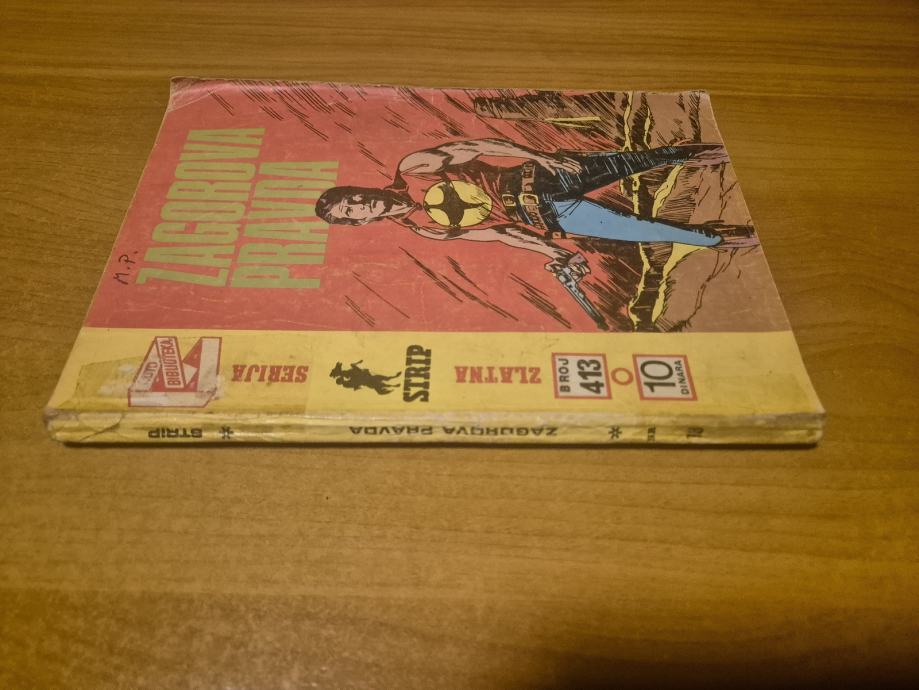 ZAGOROVA
PRAVDA
M.P.
ZLATNA
SERIJA
STRIP
BROJ
413
10
DINARA
BIBLIOTEKA
STRIP
*
ZAGOROVA PRAVDA
*